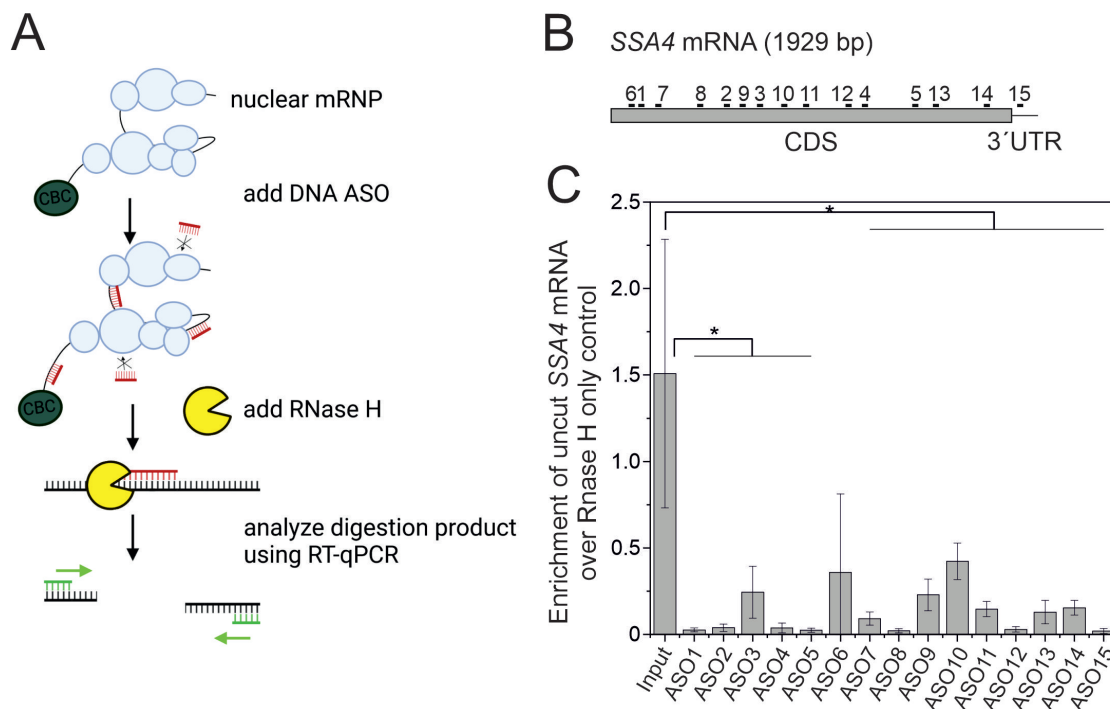 A
nuclear mRNP
CBC
add DNA ASO
CBC
add RNase H
analyze digestion product
using RT-qPCR
B
SSA4 mRNA (1929 bp)
61 7 8 2 9 3 10 11 12 4 5 13 14 15
CDS
3´UTR
C
Enrichment of uncut SSA4 mRNA
over Rnase H only control
2.5
2.0
1.5
1.0
0.5
0
*
*
Input
ASO1
ASO2
ASO3
ASO4
ASO5
ASO6
ASO7
ASO8
ASO9
ASO10
ASO11
ASO12
ASO13
ASO14
ASO15